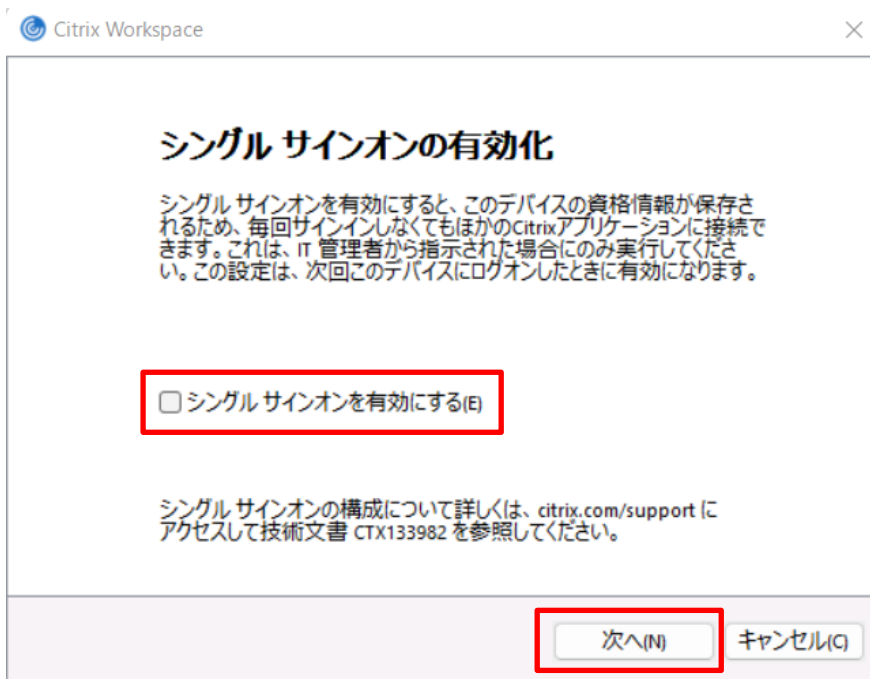 Citrix Workspace
シングル サインオンの有効化
シングル サインオンを有効にすると、このデバイスの資格情報が保存さ
れるため、毎回サインインしなくてもほかのCitrixアプリケーションに接続で
きます。これは、IT 管理者から指示された場合にのみ実行してくださ
い。この設定は、次回このデバイスにログオンしたときに有効になります。
シングル サインオンを有効にする(E)
シングル サインオンの構成について詳しくは、citrix.com/support に
アクセスして技術文書 CTX133982 を参照してください。
次へ(N)
キャンセル(C)